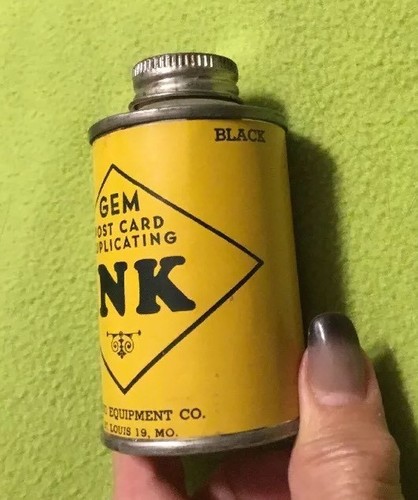 BLACK
GEM
OST CARD
PLICATING
NK
EQUIPMENT CO.
LOUIS 19, MO.